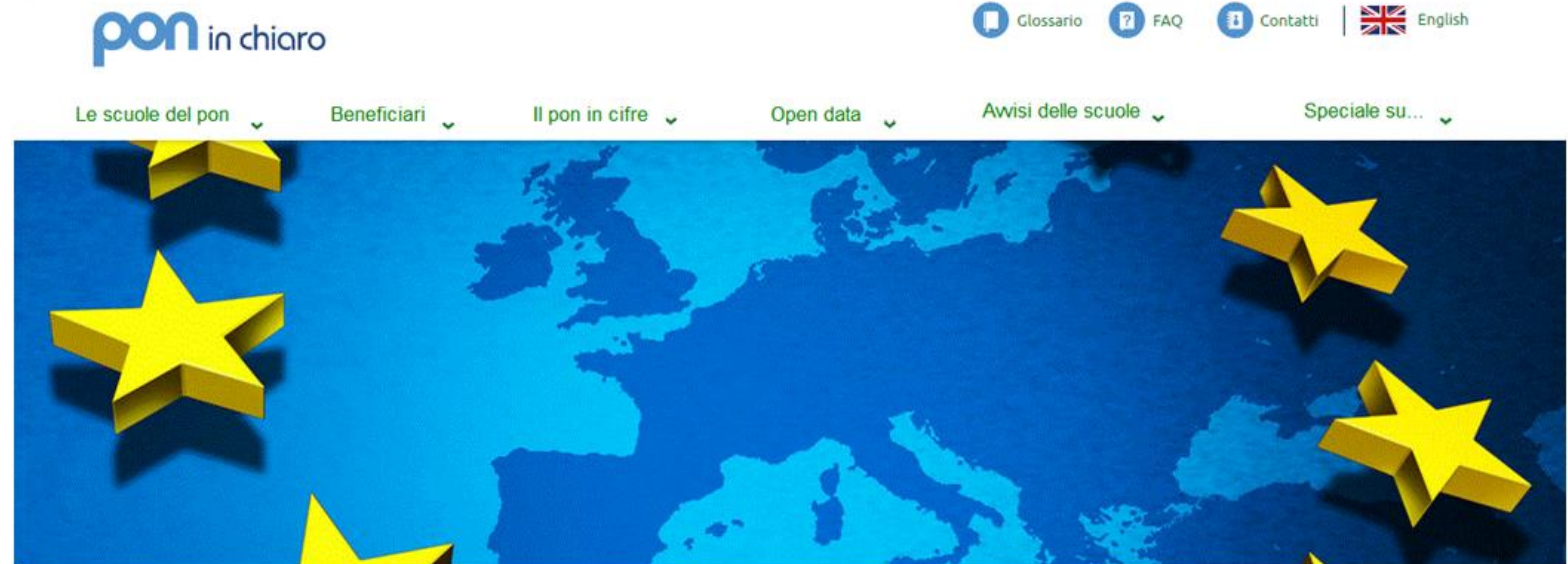 pon in chiaro
Glossario FAQ Contatti English
Le scuole del pon Beneficiari Il pon in cifre Open data Avvisi delle scuole Speciale su...